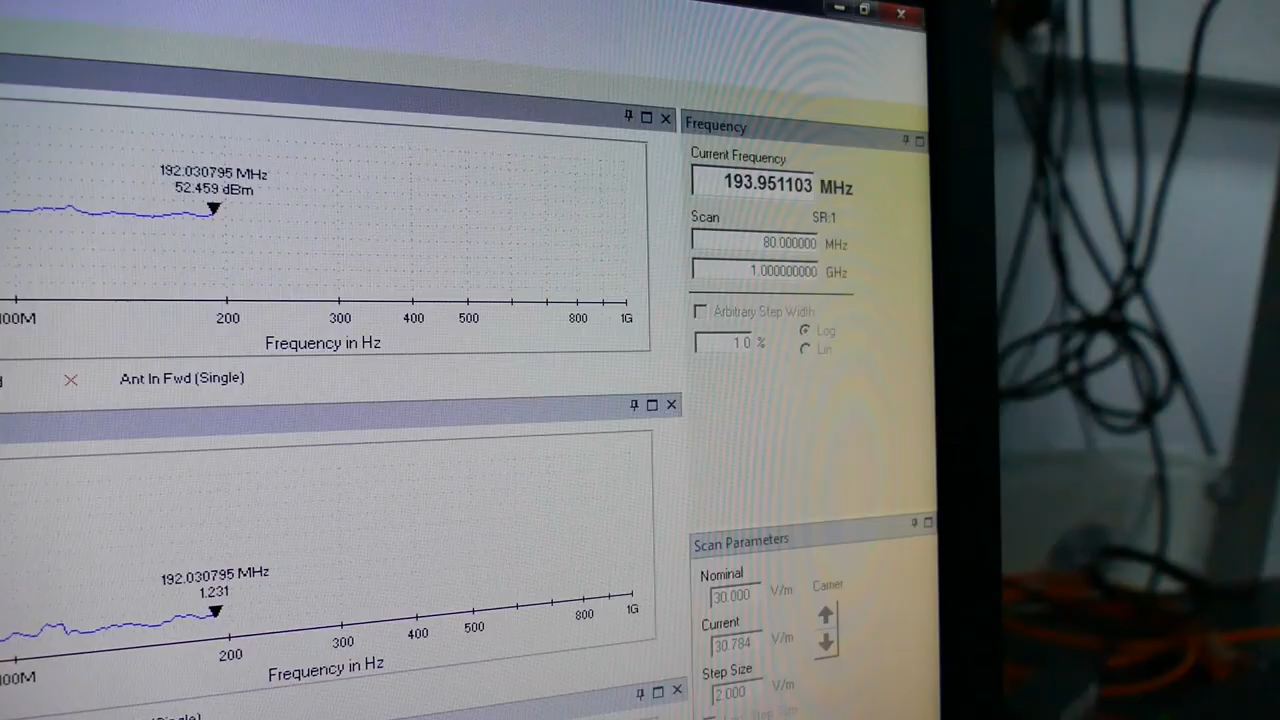 192.030795 MHz
52.459 dBm
100M 200 300 400 500 800 1G
Frequency in Hz
Ant In Fwd (Single)
192.030795 MHz
1.231
200 300 400 500 800 1G
Frequency in Hz
Frequency
Current Frequency
193.951103 MHz
Scan SR:1
80.000000 MHz
1.000000000 GHz
Arbitrary Step Width
1.0 % Log
Lin
Scan Parameters
Nominal
30.000 V/m Carrier
Current
30.784 V/m
Step Size
2.000 V/m